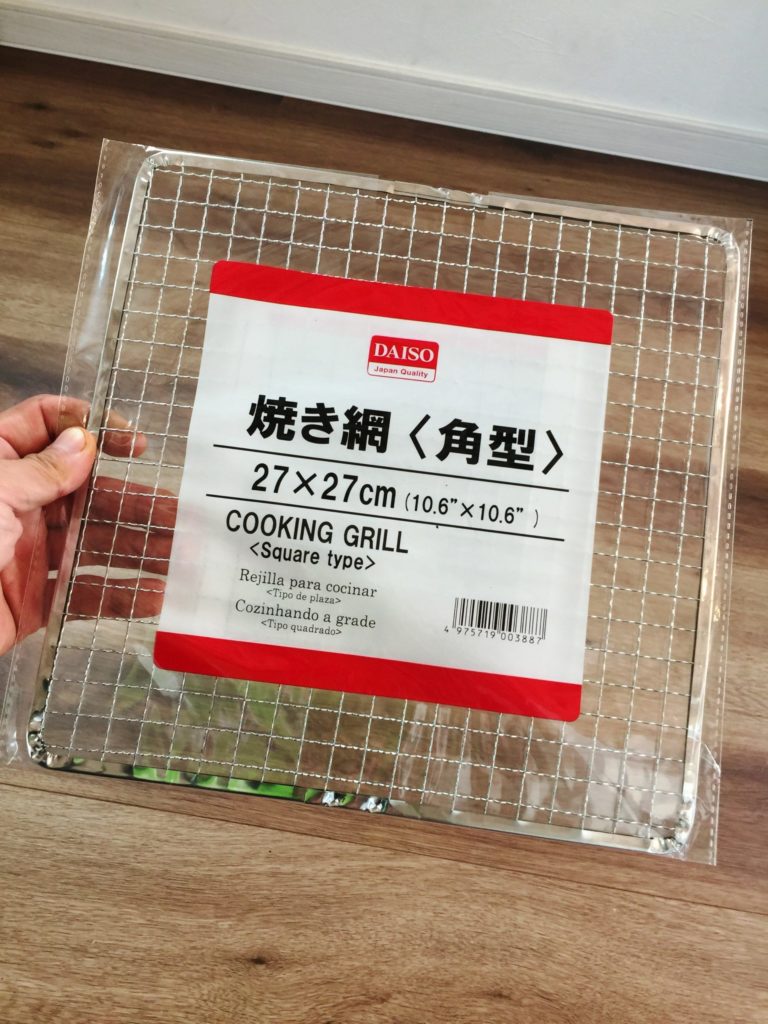 DAISO
Japan Quality
焼き網〈角型〉
27×27cm (10.6”×10.6” )
COOKING GRILL
<Square type>
Rejilla para cocinar
<Tipo de plaza>
Cozinhando a grade
<Tipo quadrado>
4 975719 003887